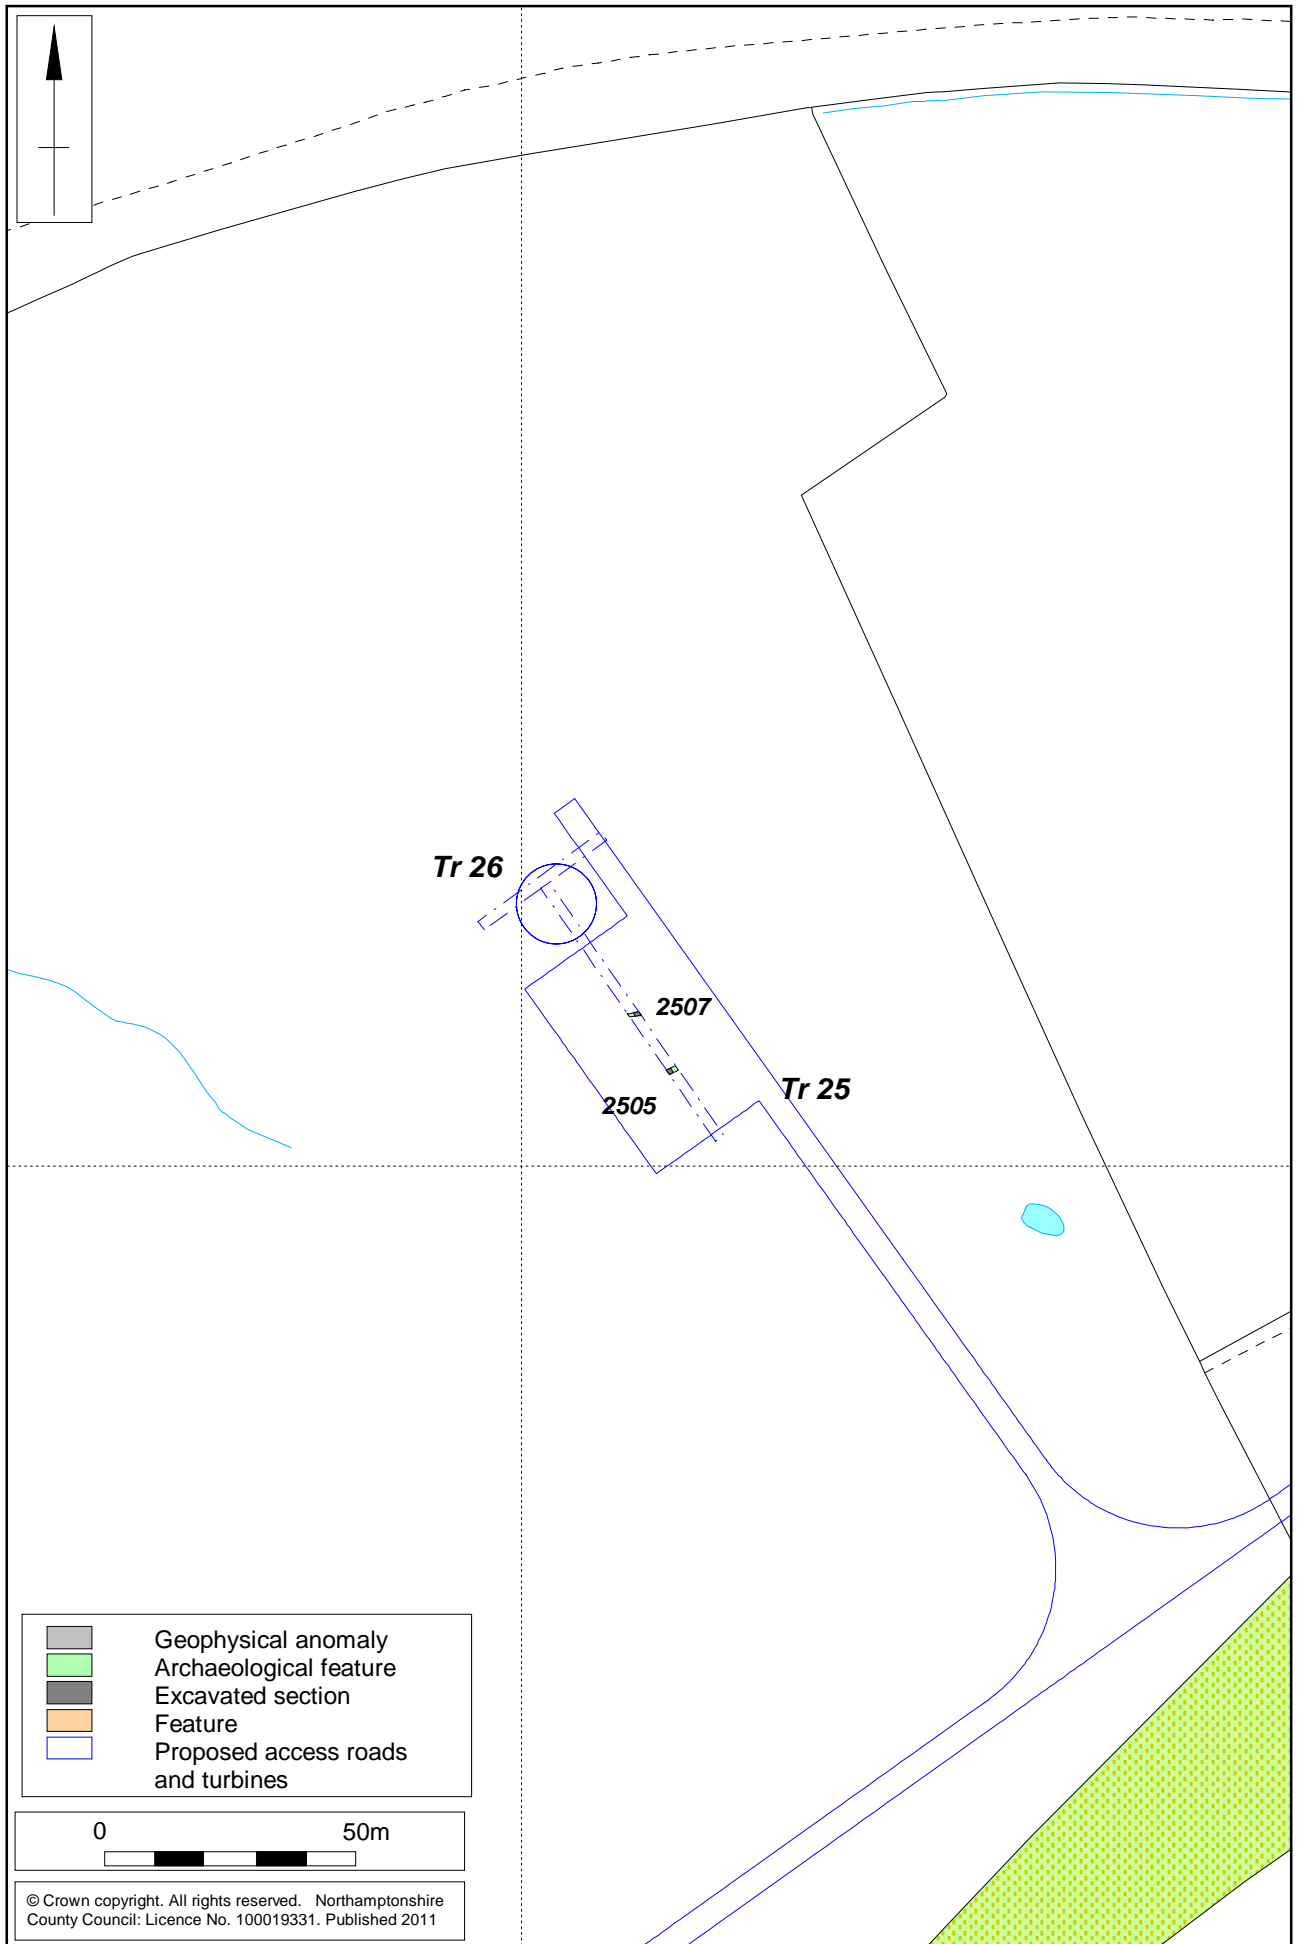 Tr 26
2507
Tr 25
2505
Geophysical anomaly
Archaeological feature
Excavated section
Feature
Proposed access roads
and turbines
0 50m
© Crown copyright. All rights reserved. Northamptonshire
County Council: Licence No. 100019331. Published 2011